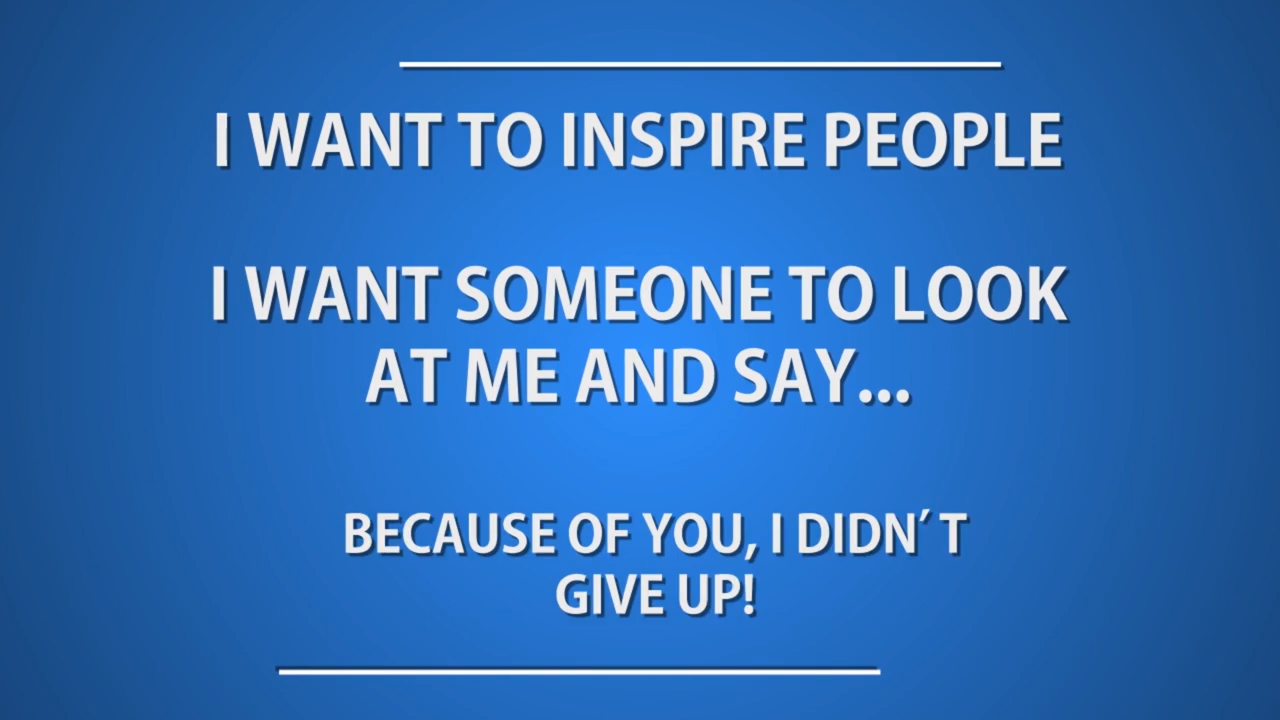 I WANT TO INSPIRE PEOPLE
I WANT SOMEONE TO LOOK
AT ME AND SAY...
BECAUSE OF YOU, I DIDN´T
GIVE UP!